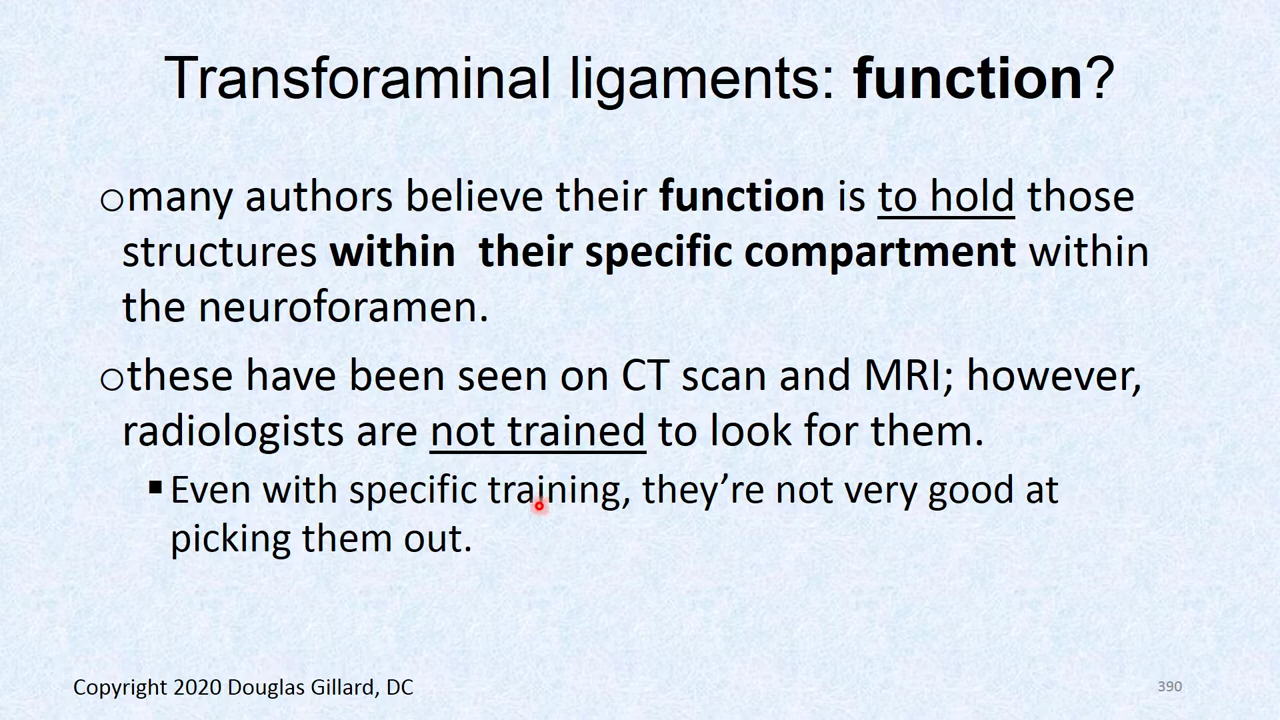 Transforaminal ligaments: function?
○many authors believe their function is to hold those
structures within  their specific compartment within
the neuroforamen.
○these have been seen on CT scan and MRI; however,
radiologists are not trained to look for them.
▪Even with specific training, they’re not very good at
picking them out.
Copyright 2020 Douglas Gillard, DC
390